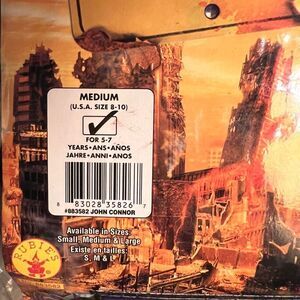 MEDIUM
(U.S.A. SIZE 8-10)
FOR 5-7
YEARS•ANS•AÑOS
JAHRE•ANNI•ANOS
8 83028 35826 7
#883582 JOHN CONNOR
Available in Sizes
Small, Medium & Large
Existe en tailles
S, M & L
RUBIE'S